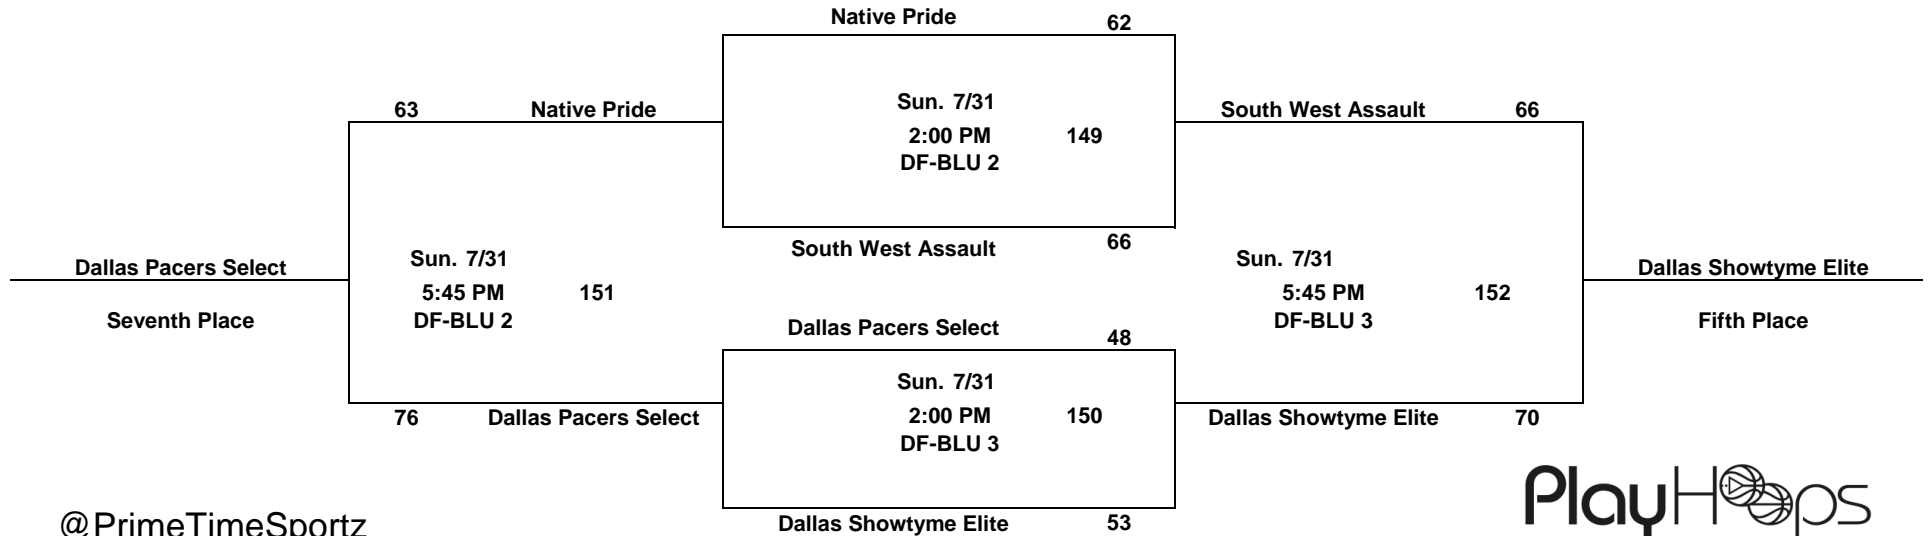 Native Pride 62
63 Native Pride Sun. 7/31 South West Assault 66
2:00 PM 149
DF-BLU 2
South West Assault 66
Dallas Pacers Select Sun. 7/31 Sun. 7/31 Dallas Showtyme Elite
5:45 PM 151 5:45 PM 152
Seventh Place DF-BLU 2 DF-BLU 3 Fifth Place
Dallas Pacers Select 48
Sun. 7/31
76 Dallas Pacers Select 2:00 PM 150 Dallas Showtyme Elite 70
DF-BLU 3
Dallas Showtyme Elite 53
@PrimeTimeSportz
PlayHoops